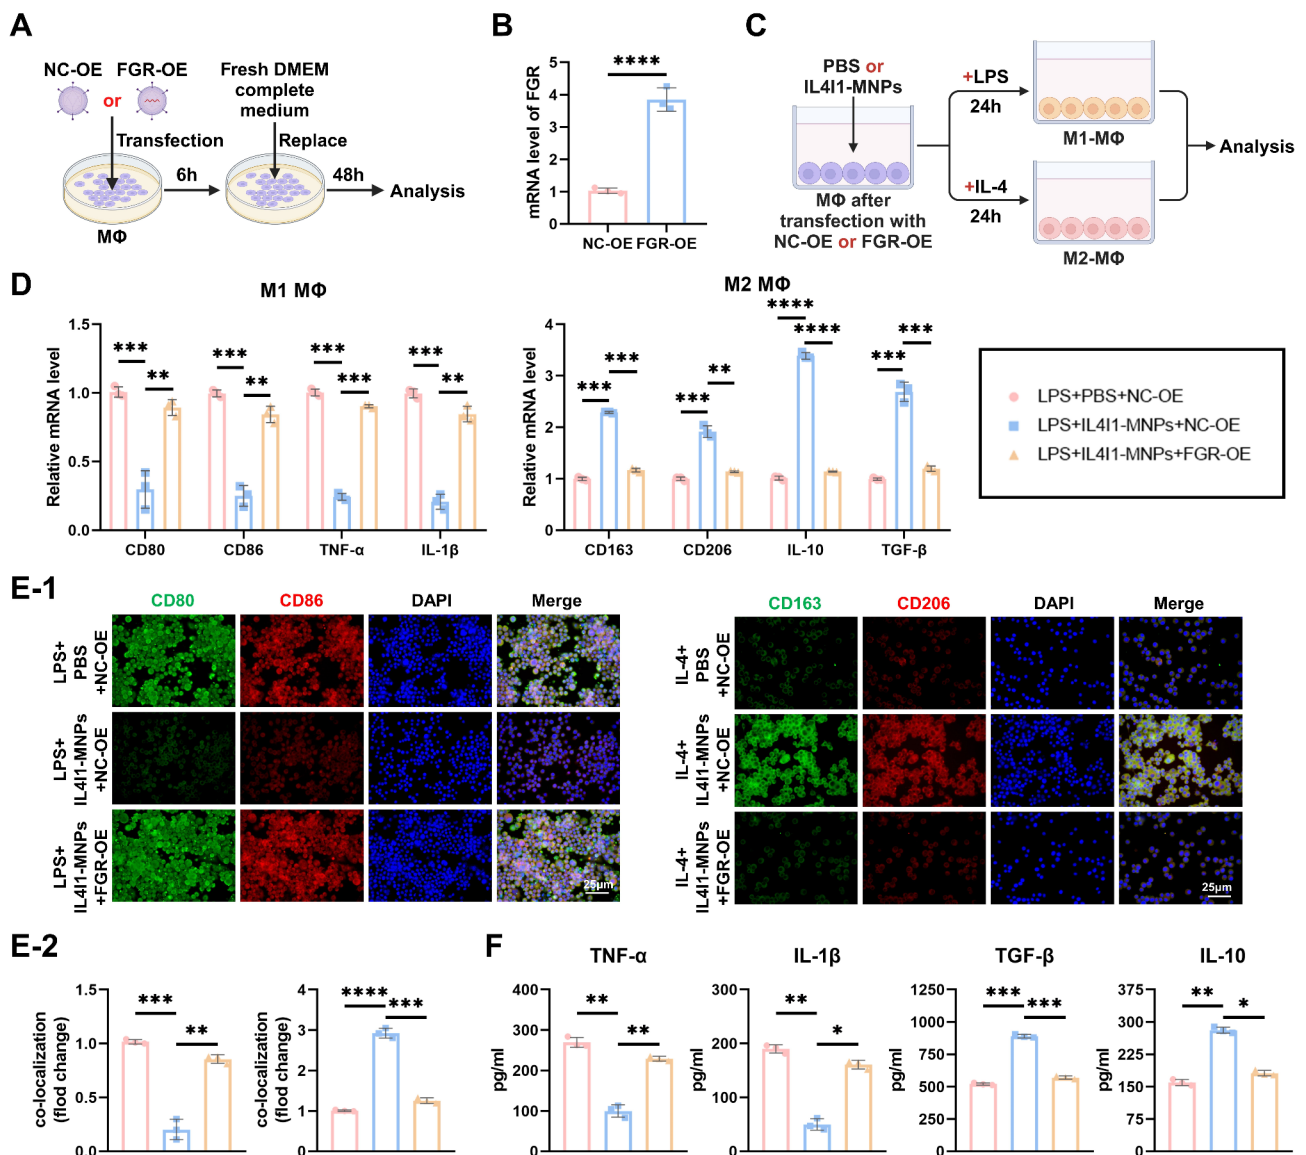 A
NC-OE
FGR-OE
or
Fresh DMEM
complete
medium
Transfection
Replace
6h
48h
Analysis
MΦ
B
****
mRNA level of FGR
5
4
3
2
1
0
NC-OE FGR-OE
C
PBS or
IL4I1-MNPs
MΦ after
transfection with
NC-OE or FGR-OE
+LPS
24h
M1-MΦ
+IL-4
24h
M2-MΦ
Analysis
D
M1 MΦ
Relative mRNA level
1.5
1.0
0.5
0.0
*** ** *** ** *** *** *** **
CD80 CD86 TNF-α IL-1β
M2 MΦ
Relative mRNA level
4
3
2
1
0
*** *** *** ** **** **** *** ***
CD163 CD206 IL-10 TGF-β
LPS+PBS+NC-OE
LPS+IL4I1-MNPs+NC-OE
LPS+IL4I1-MNPs+FGR-OE
E-1
CD80 CD86 DAPI Merge
LPS+
PBS
+NC-OE
LPS+
IL4I1-MNPs
+NC-OE
LPS+
IL4I1-MNPs
+FGR-OE
25μm
CD163 CD206 DAPI Merge
IL-4+
PBS
+NC-OE
IL-4+
IL4I1-MNPs
+NC-OE
IL-4+
IL4I1-MNPs
+FGR-OE
25μm
E-2
co-localization
(flod change)
1.5
1.0
0.5
0.0
*** **
co-localization
(flod change)
4
3
2
1
0
**** ***
F
TNF-α
pg/ml
400
300
200
100
0
** **
IL-1β
pg/ml
300
200
100
0
** *
TGF-β
pg/ml
1250
1000
750
500
250
0
*** ***
IL-10
pg/ml
375
300
225
150
75
0
** *